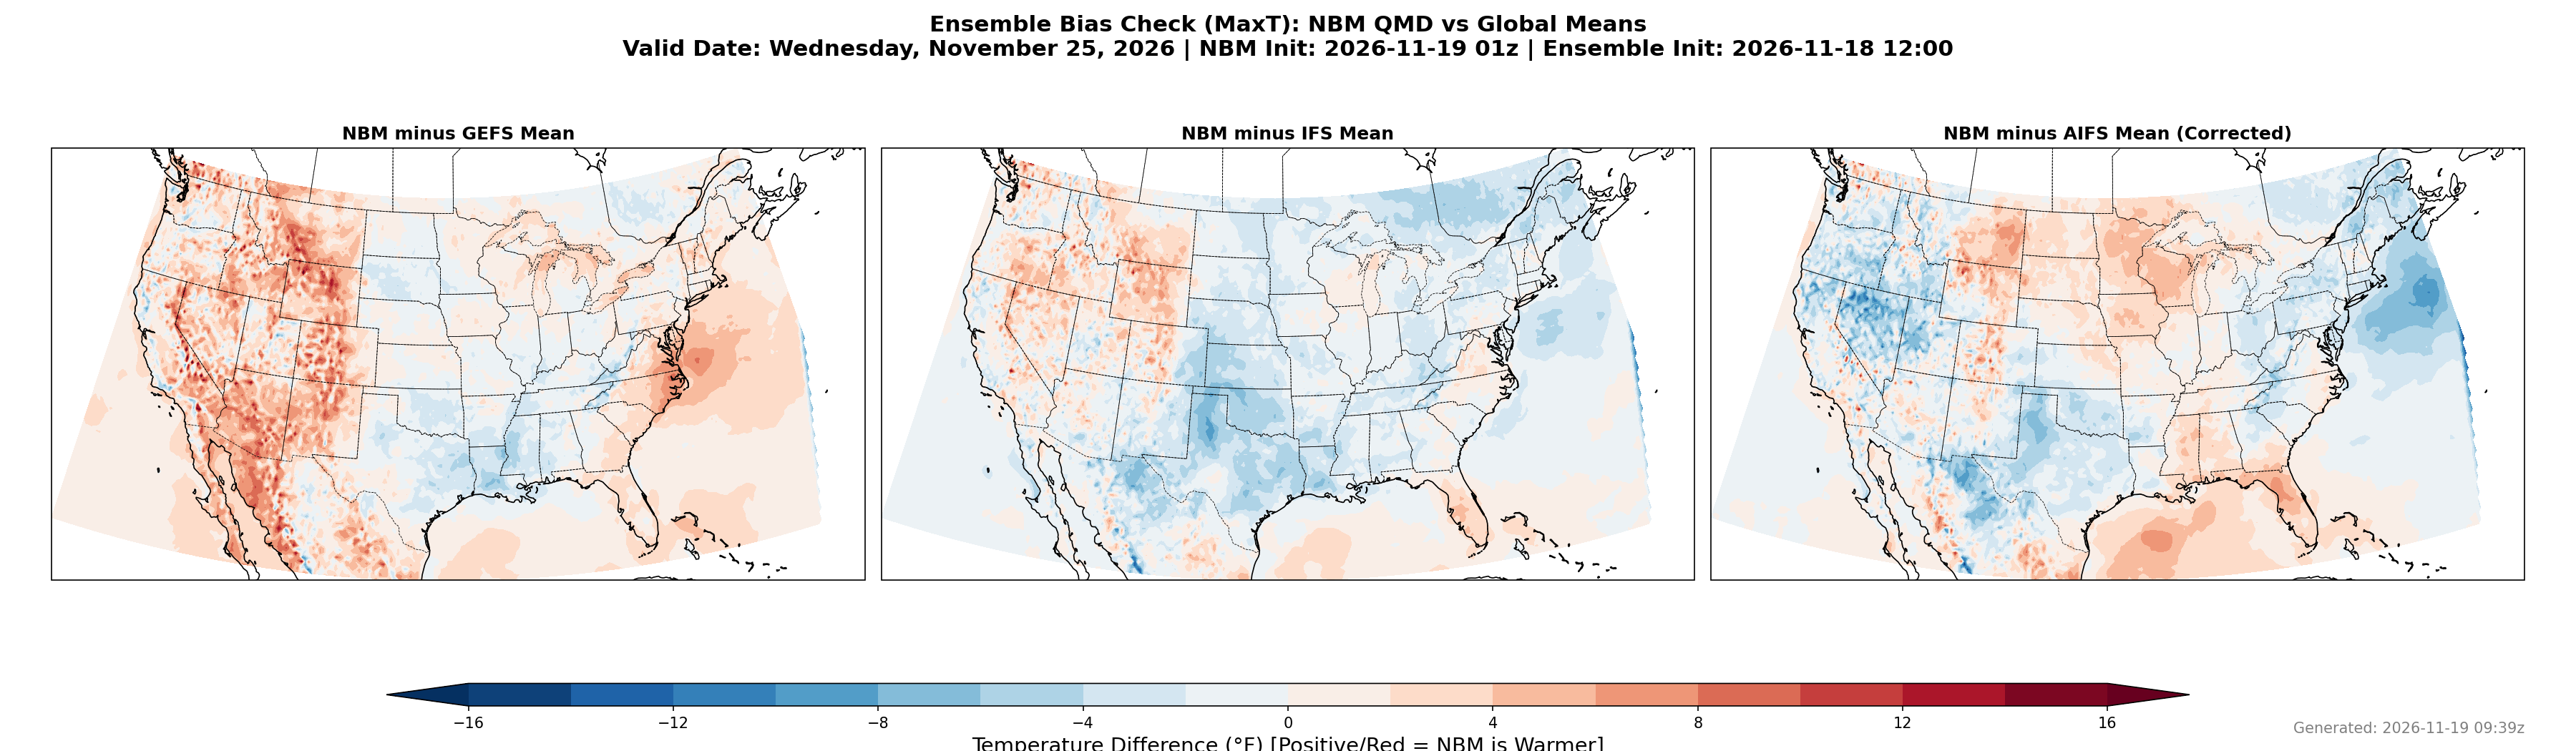 Ensemble Bias Check (MaxT): NBM QMD vs Global Means
Valid Date: Wednesday, November 25, 2026 | NBM Init: 2026-11-19 01z | Ensemble Init: 2026-11-18 12:00
NBM minus GEFS Mean
NBM minus IFS Mean
NBM minus AIFS Mean (Corrected)
−16
−12
−8
−4
0
4
8
12
16
Temperature Difference (°F) [Positive/Red = NBM is Warmer]
Generated: 2026-11-19 09:39z